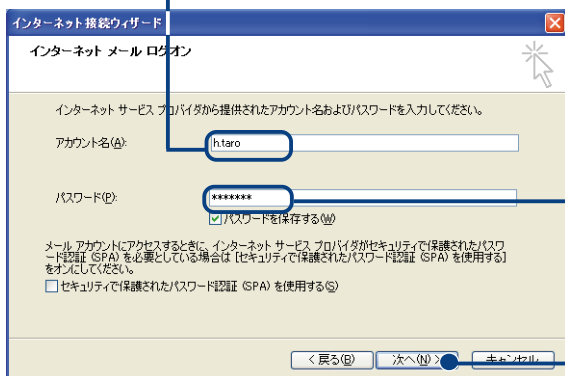 インターネット接続ウィザード
インターネット メール ログオン
インターネット サービス プロバイダから提供されたアカウント名およびパスワードを入力してください。
アカウント名(A):
h.taro
パスワード(P):
*******
パスワードを保存する(W)
メール アカウントにアクセスするときに、インターネット サービス プロバイダがセキュリティで保護されたパスワ
ード認証 (SPA) を必要としている場合は [セキュリティで保護されたパスワード認証 (SPA) を使用する]
をオンにしてください。
セキュリティで保護されたパスワード認証 (SPA) を使用する(S)
< 戻る(B)
次へ(N) >
キャンセル